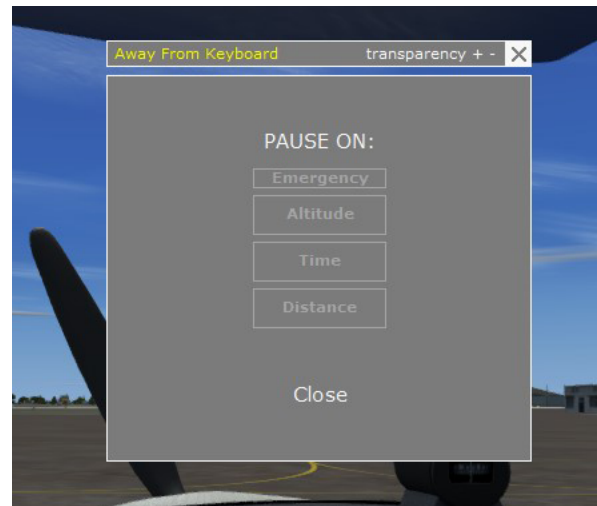 Away From Keyboard transparency + -
PAUSE ON:
Emergency
Altitude
Time
Distance
Close